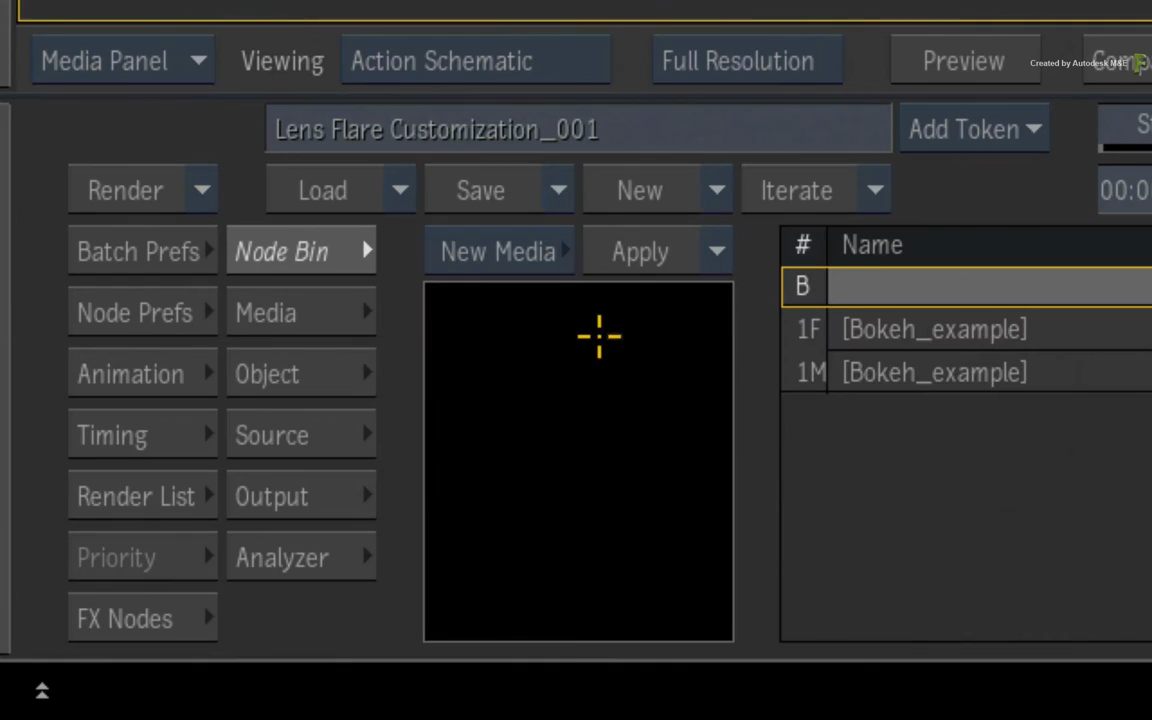 Media Panel Viewing Action Schematic Full Resolution Preview Created by Autodesk M&E
Lens Flare Customization_001 Add Token
Render Load Save New Iterate 00:0
Batch Prefs Node Bin New Media Apply # Name
B
Node Prefs Media 1F [Bokeh_example]
Animation Object 1M [Bokeh_example]
Timing Source
Render List Output
Priority Analyzer
FX Nodes